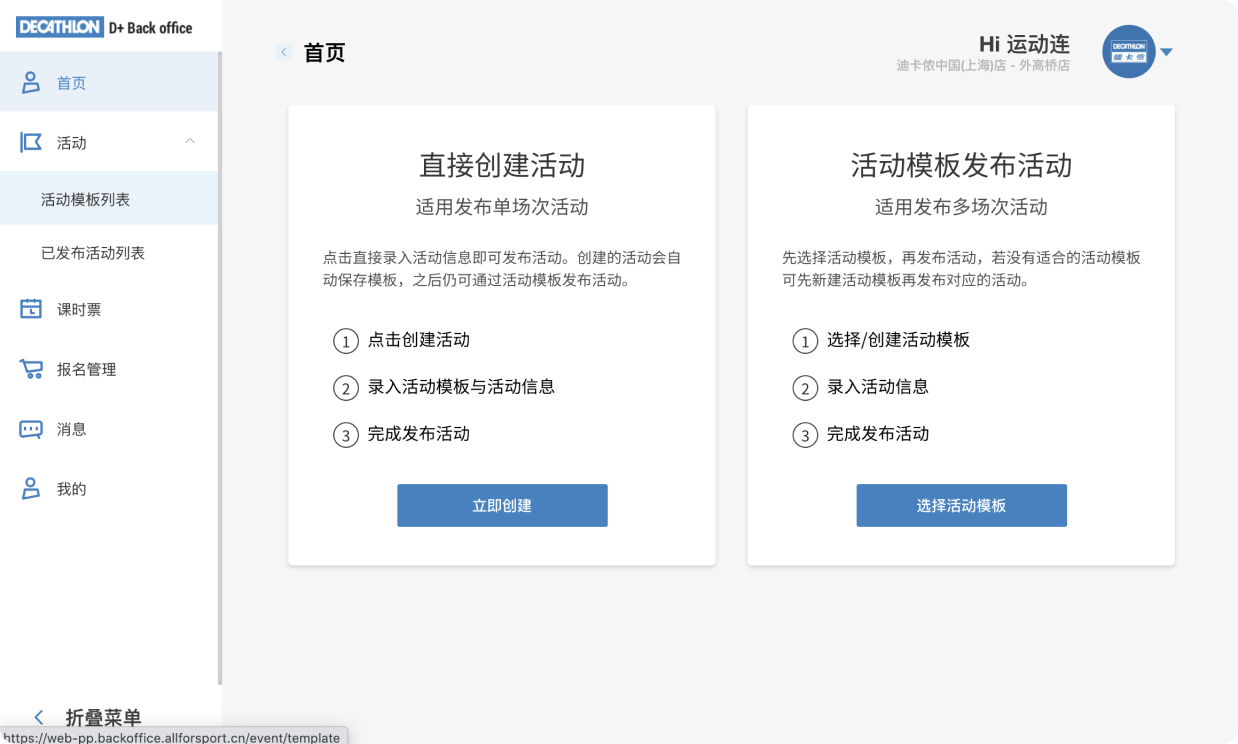 DECATHLON D+ Back office
首页
活动
活动模板列表
已发布活动列表
课时票
报名管理
消息
我的
折叠菜单
https://web-pp.backoffice.allforsport.cn/event/template
首页
Hi 运动连
迪卡侬中国(上海)店 - 外高桥店
DECATHLON
迪卡侬
直接创建活动
适用发布单场次活动
点击直接录入活动信息即可发布活动。创建的活动会自
动保存模板，之后仍可通过活动模板发布活动。
1 点击创建活动
2 录入活动模板与活动信息
3 完成发布活动
立即创建
活动模板发布活动
适用发布多场次活动
先选择活动模板，再发布活动，若没有适合的活动模板
可先新建活动模板再发布对应的活动。
1 选择/创建活动模板
2 录入活动信息
3 完成发布活动
选择活动模板